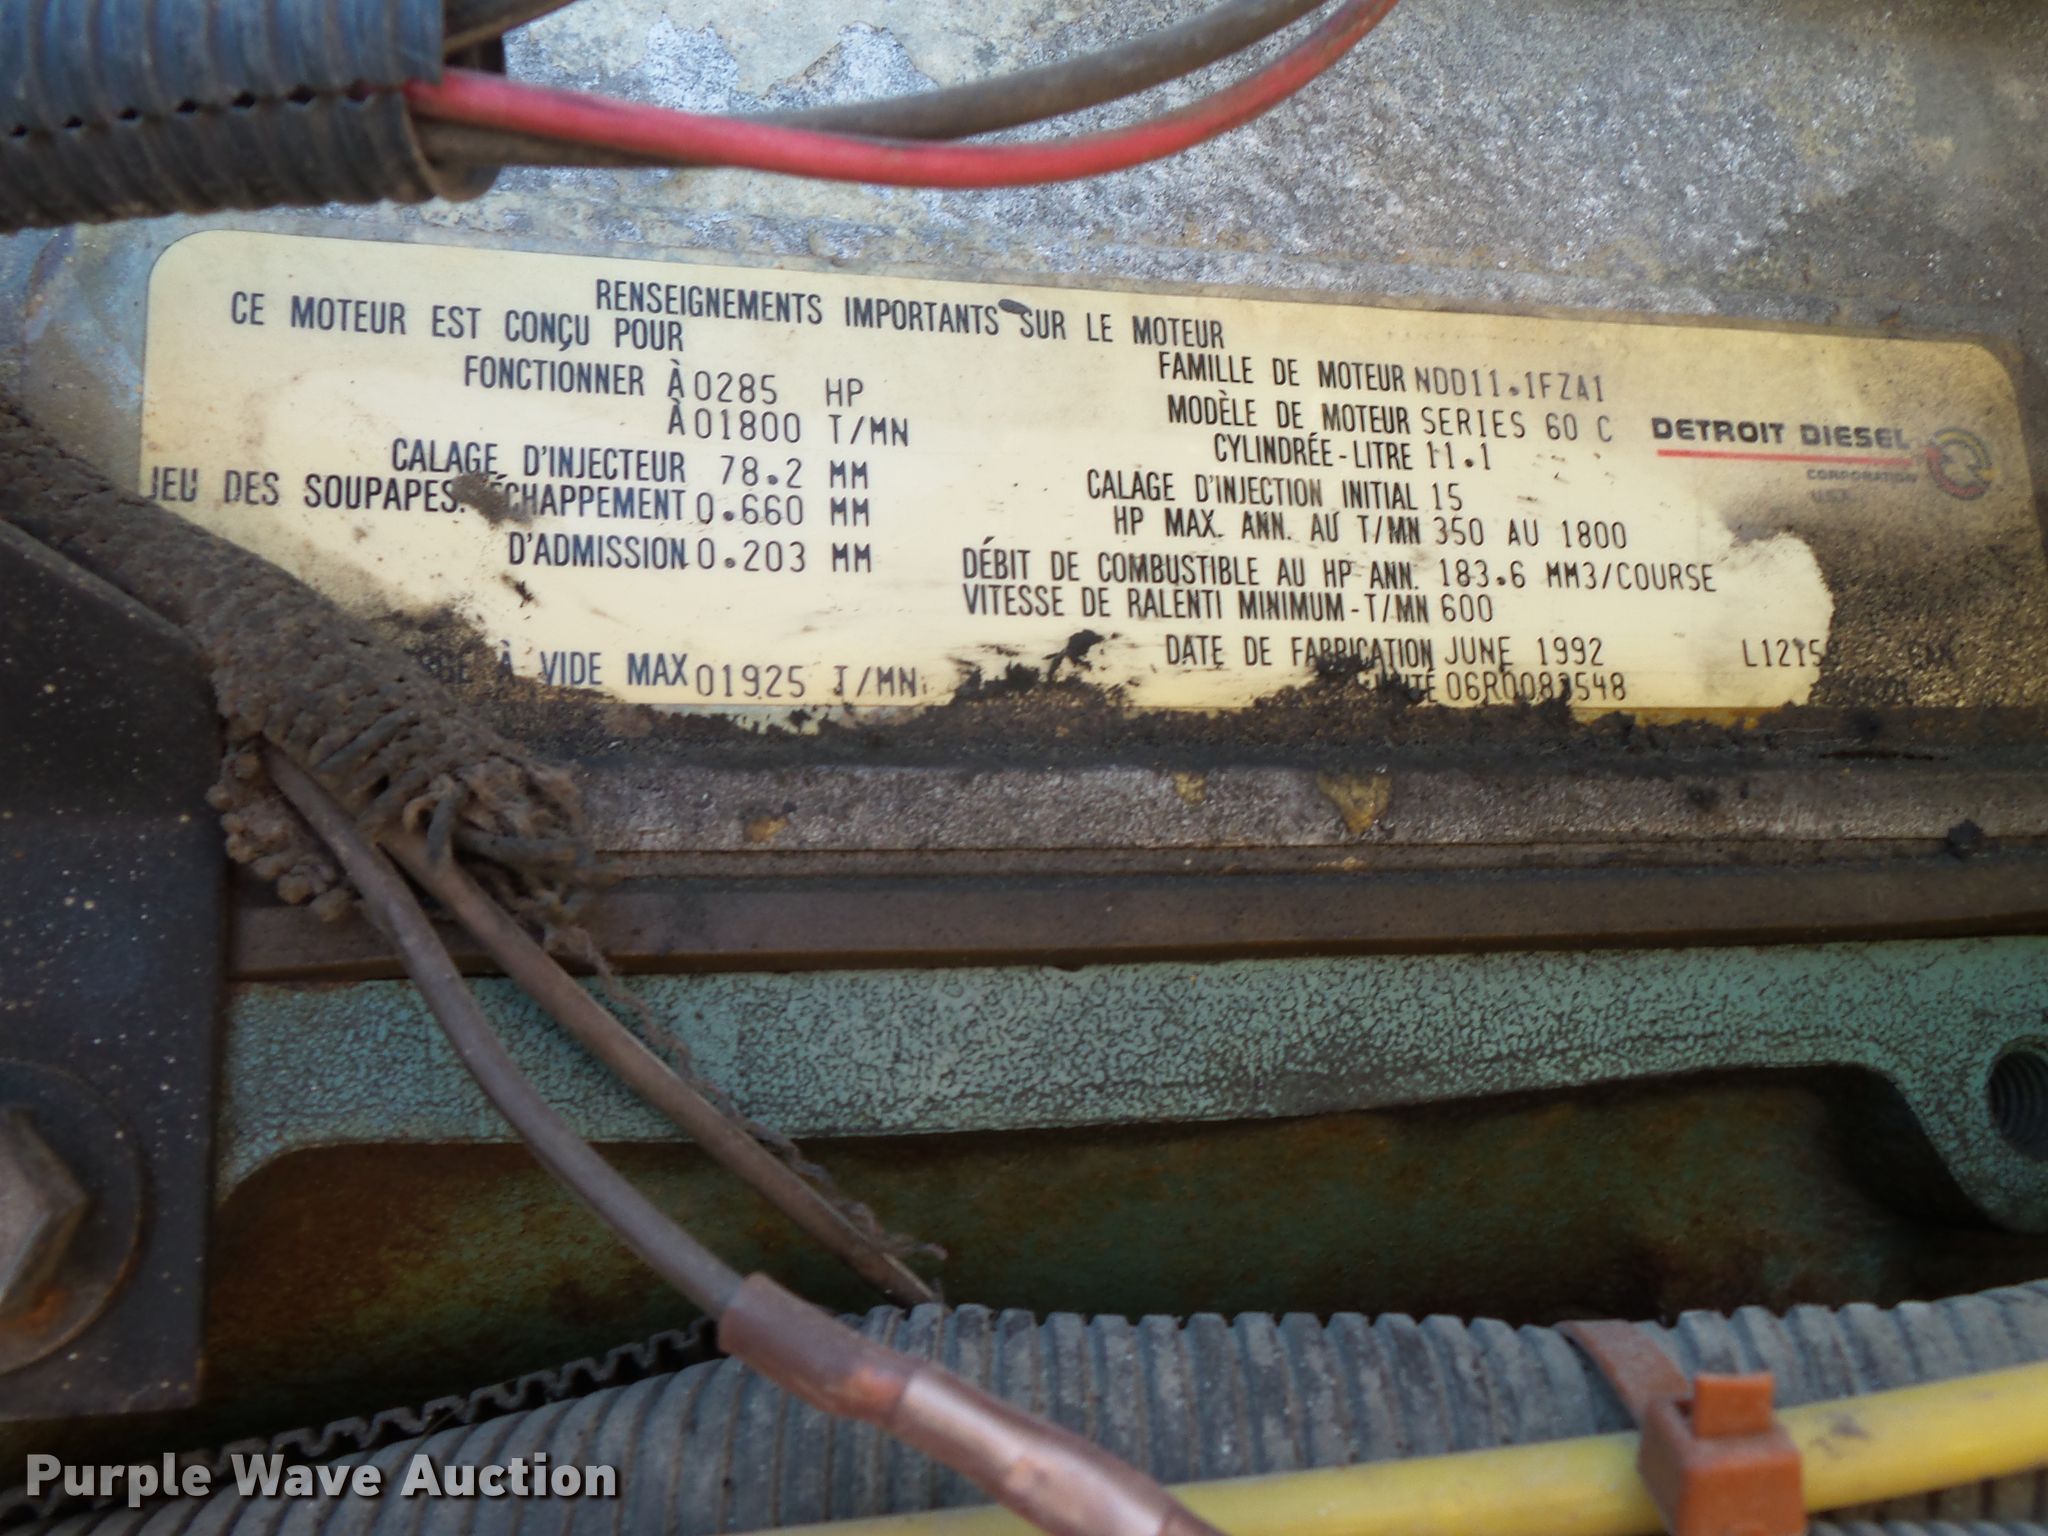 RENSEIGNEMENTS IMPORTANTS SUR LE MOTEUR
CE MOTEUR EST CONÇU POUR
FONCTIONNER À 0285 HP
À 01800 T/MN
CALAGE D'INJECTEUR 78.2 MM
JEU DES SOUPAPES. ÉCHAPPEMENT 0.660 MM
D'ADMISSION 0.203 MM
À VIDE MAX 01925 T/MN
FAMILLE DE MOTEUR NDD11.1FZA1
MODÈLE DE MOTEUR SERIES 60 C
CYLINDRÉE-LITRE 11.1
CALAGE D'INJECTION INITIAL 15
HP MAX. ANN. AU T/MN 350 AU 1800
DÉBIT DE COMBUSTIBLE AU HP ANN. 183.6 MM3/COURSE
VITESSE DE RALENTI MINIMUM-T/MN 600
DATE DE FABRICATION JUNE 1992
06R0083548
DETROIT DIESEL
CORPORATION
U.S.A.
Purple Wave Auction